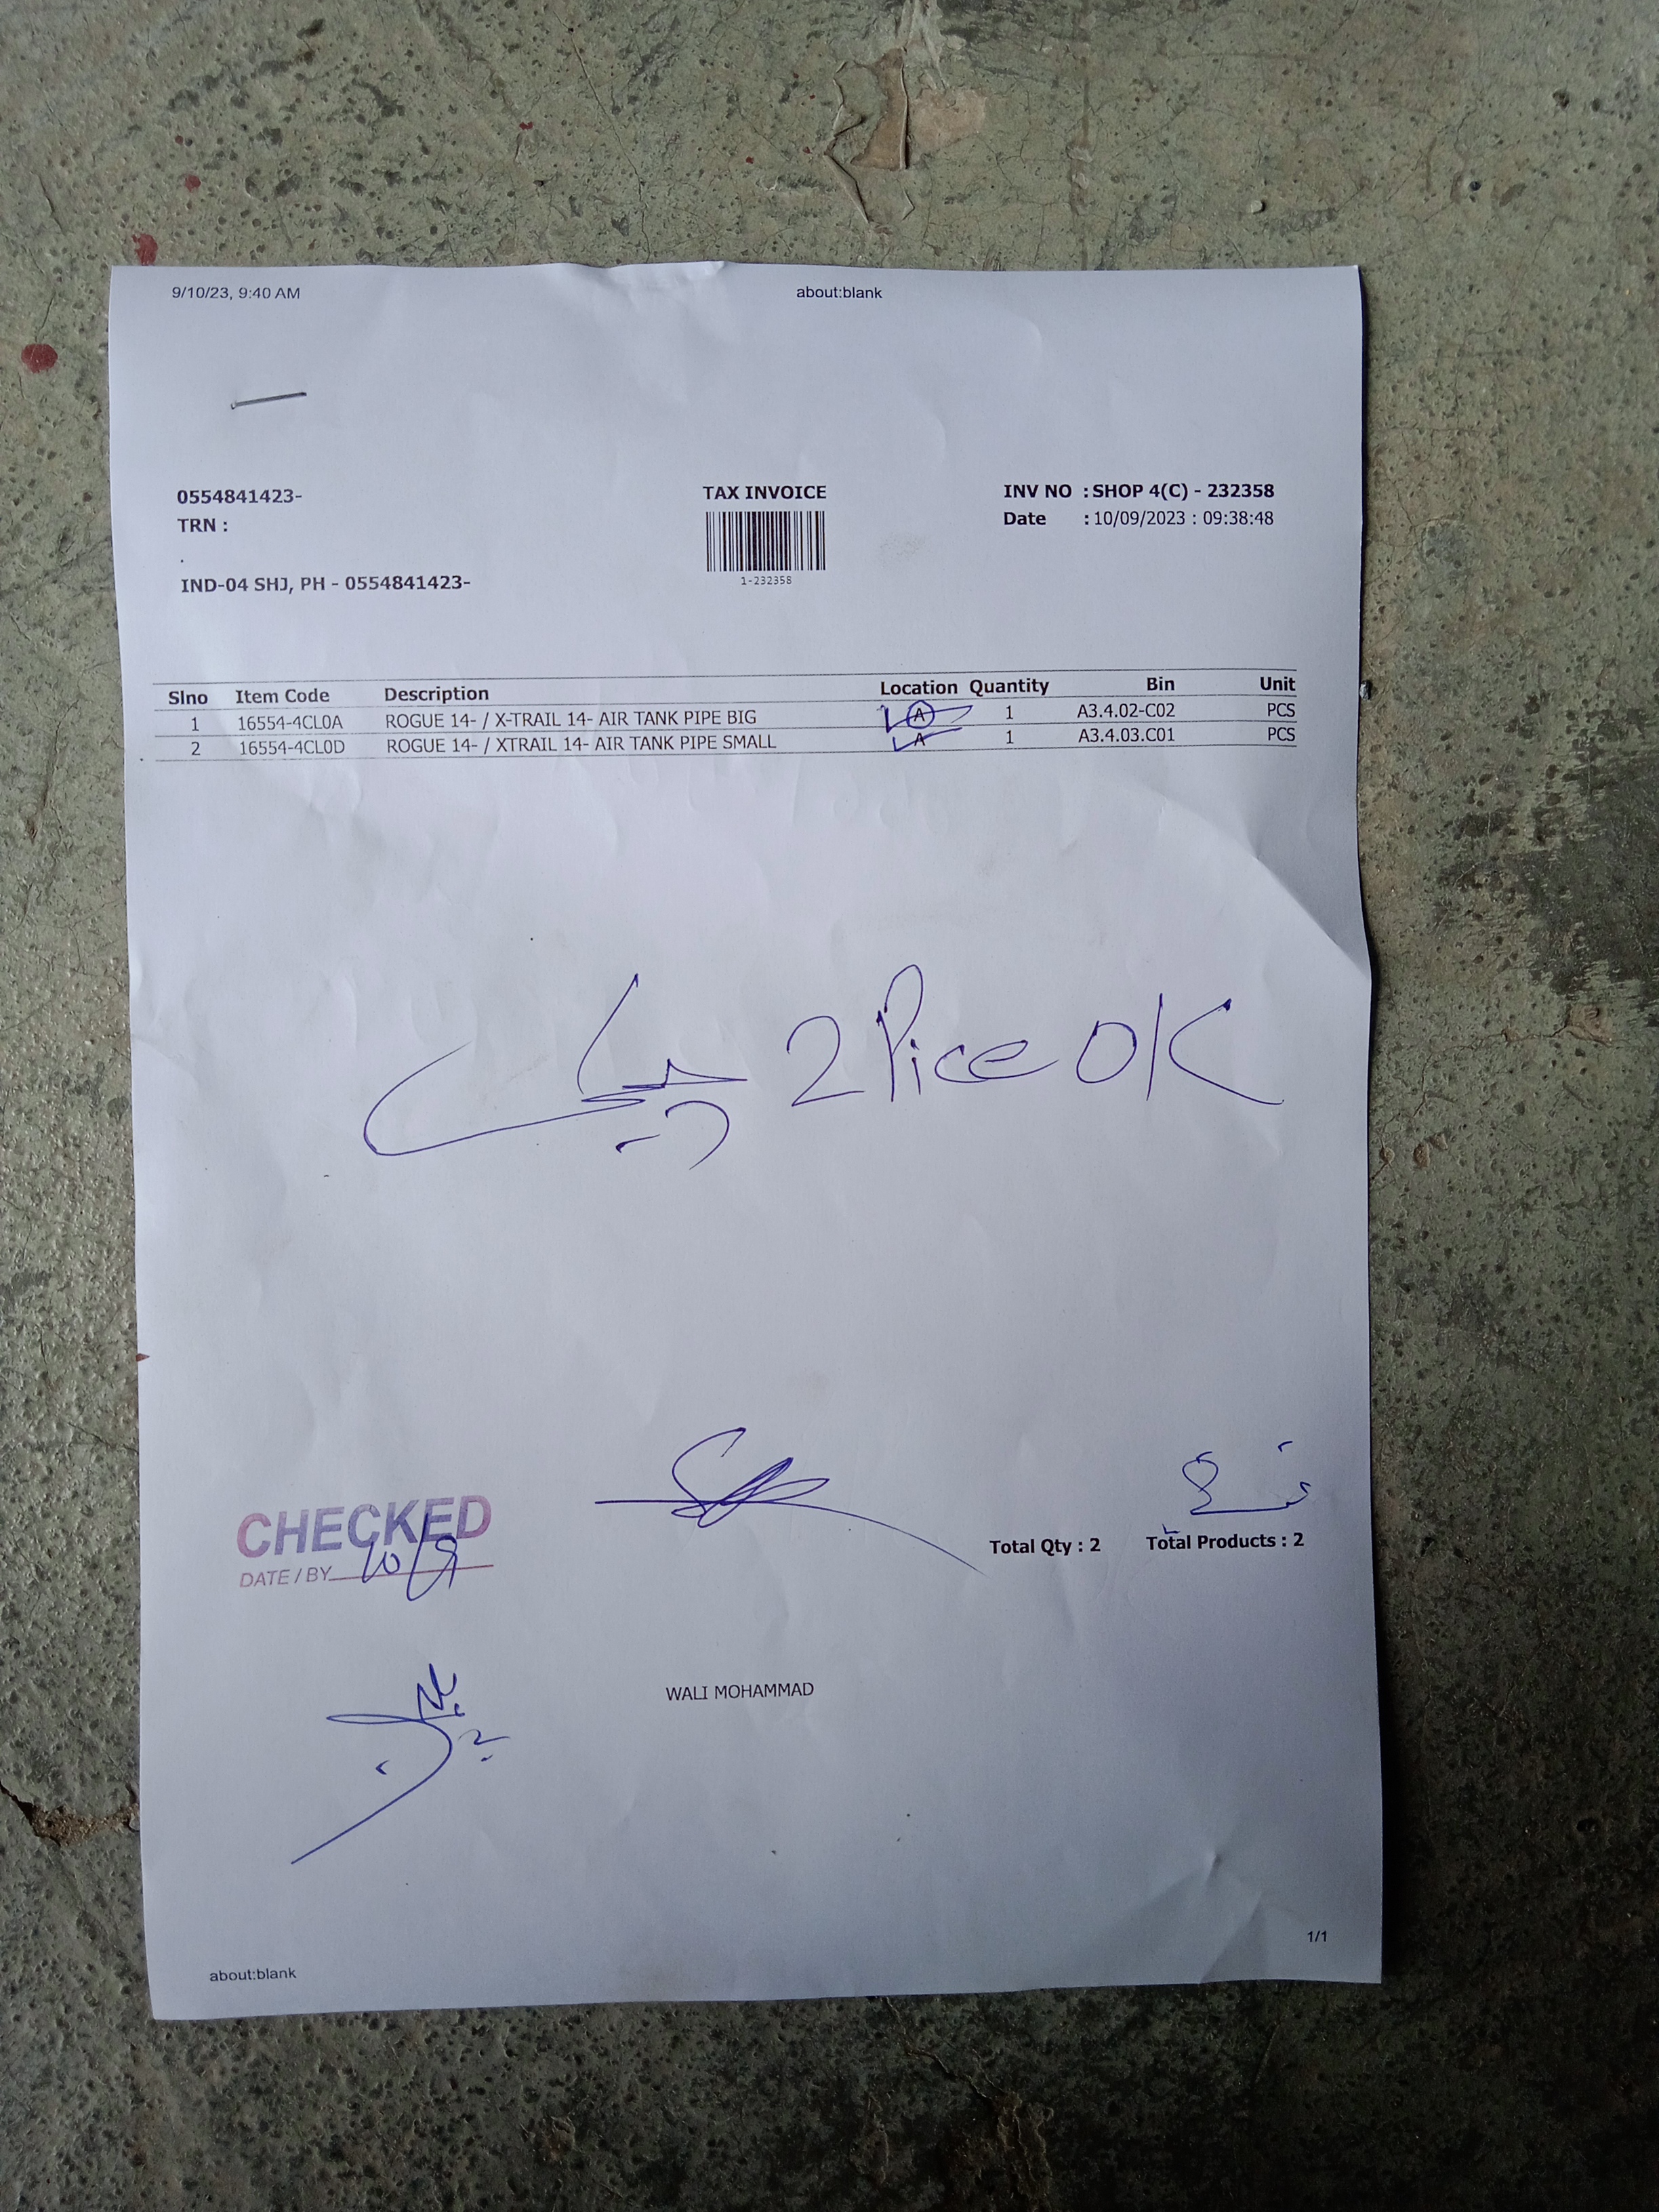 9/10/23, 9:40 AM about:blank
0554841423- TAX INVOICE INV NO : SHOP 4(C) - 232358
TRN : Date : 10/09/2023 : 09:38:48
.
1-232358
IND-04 SHJ, PH - 0554841423-
Slno Item Code Description Location Quantity Bin Unit
1 16554-4CL0A ROGUE 14- / X-TRAIL 14- AIR TANK PIPE BIG A 1 A3.4.02-C02 PCS
2 16554-4CL0D ROGUE 14- / XTRAIL 14- AIR TANK PIPE SMALL A 1 A3.4.03.C01 PCS
2 Pice OK
CHECKED
DATE / BY 10/9
Total Qty : 2 Total Products : 2
WALI MOHAMMAD
1/1
about:blank